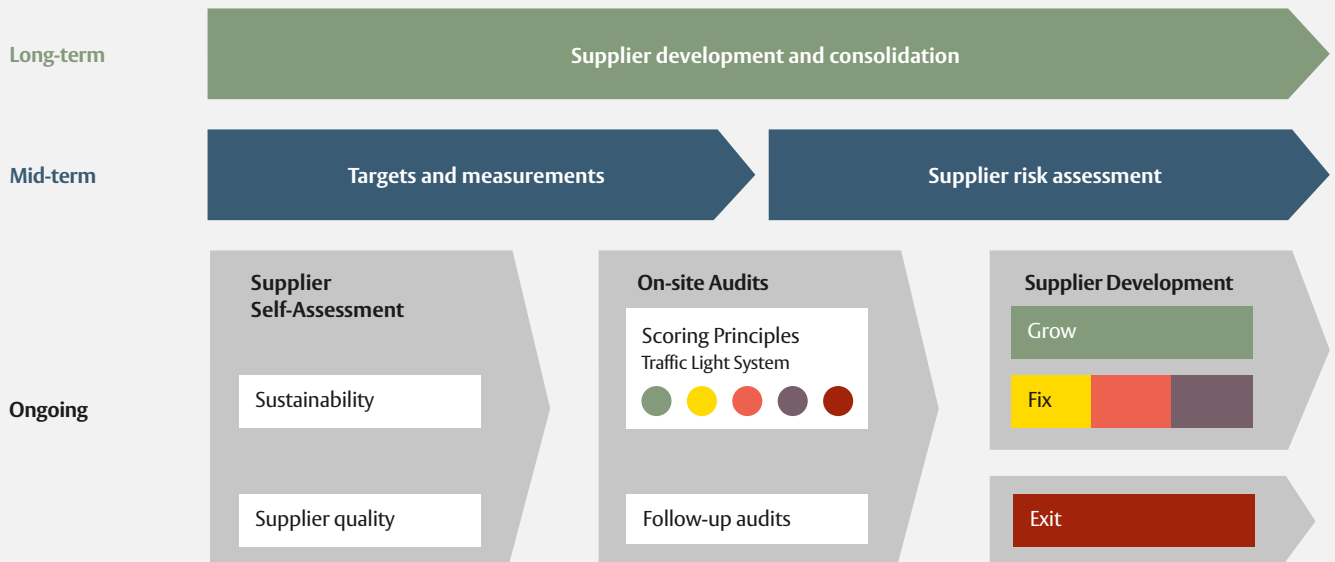 Long-term
Supplier development and consolidation
Mid-term
Targets and measurements
Supplier risk assessment
Ongoing
Supplier
Self-Assessment
Sustainability
Supplier quality
On-site Audits
Scoring Principles
Traffic Light System
Follow-up audits
Supplier Development
Grow
Fix
Exit